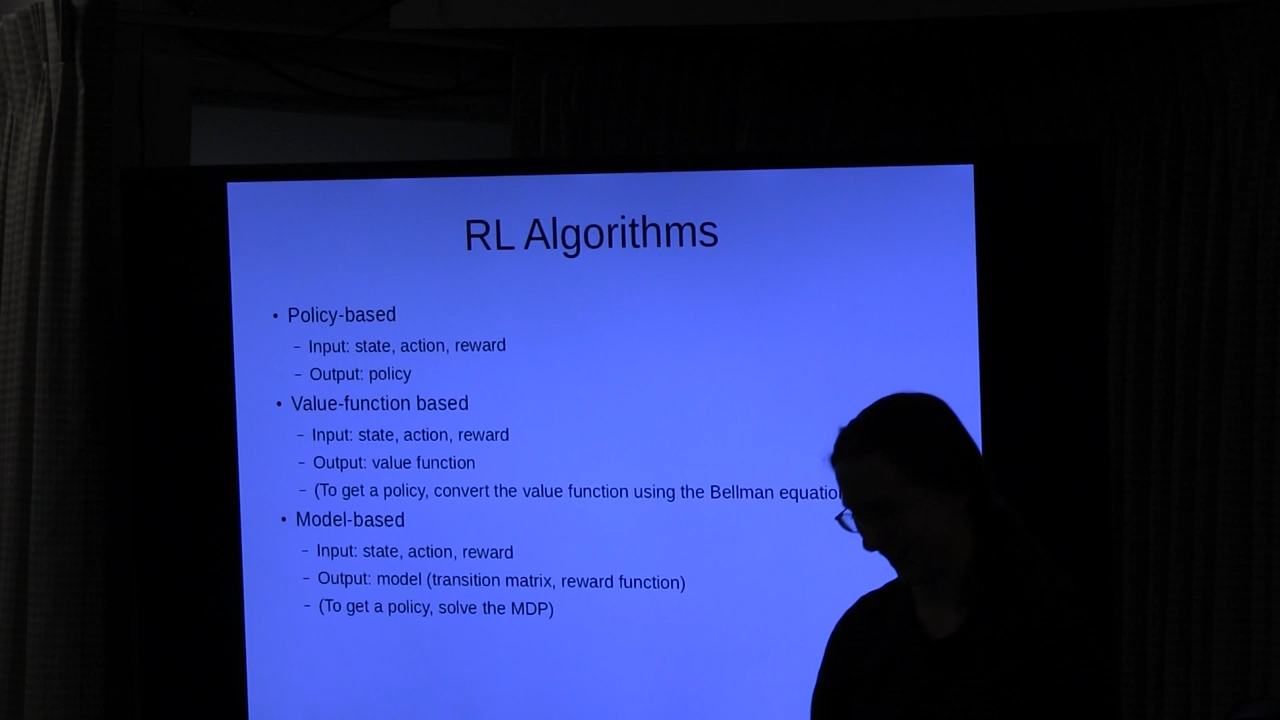 RL Algorithms
• Policy-based
– Input: state, action, reward
– Output: policy
• Value-function based
– Input: state, action, reward
– Output: value function
– (To get a policy, convert the value function using the Bellman
• Model-based
– Input: state, action, reward
– Output: model (transition matrix, reward function)
– (To get a policy, solve the MDP)